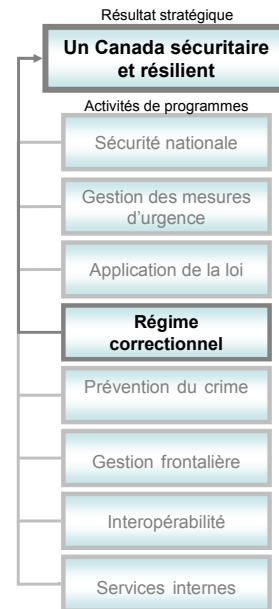 Résultat stratégique
Un Canada sécuritaire
et résilient
Activités de programmes
Sécurité nationale
Gestion des mesures
d'urgence
Application de la loi
Régime
correctionnel
Prévention du crime
Gestion frontalière
Interopérabilité
Services internes